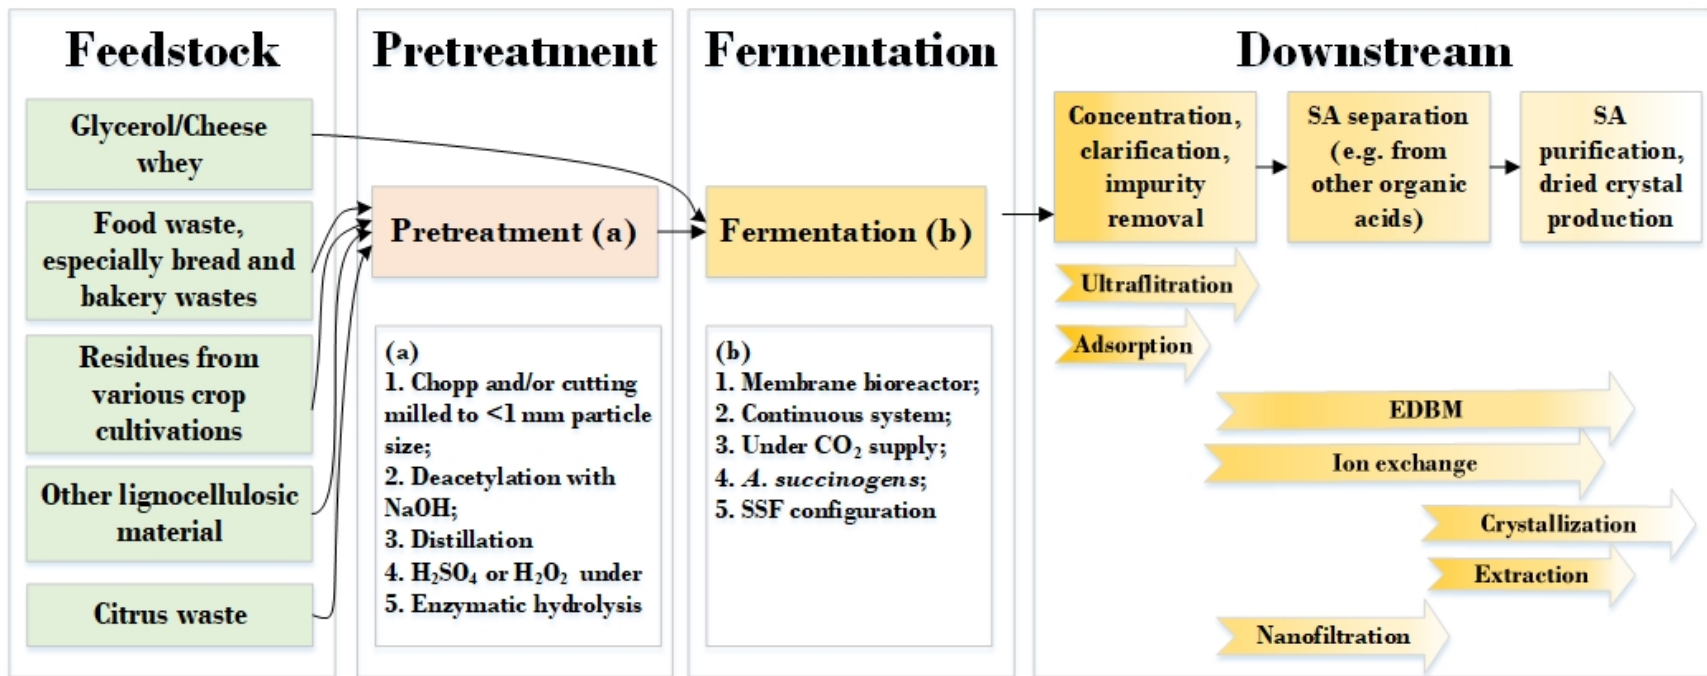 Feedstock
Glycerol/Cheese
whey
Food waste,
especially bread and
bakery wastes
Residues from
various crop
cultivations
Other lignocellulosic
material
Citrus waste
Pretreatment
Pretreatment (a)
(a)
1. Chopp and/or cutting
milled to <1 mm particle
size;
2. Deacetylation with
NaOH;
3. Distillation
4. H₂SO₄ or H₂O₂ under
5. Enzymatic hydrolysis
Fermentation
Fermentation (b)
(b)
1. Membrane bioreactor;
2. Continuous system;
3. Under CO₂ supply;
4. A. succinogens;
5. SSF configuration
Downstream
Concentration,
clarification,
impurity
removal
SA separation
(e.g. from
other organic
acids)
SA
purification,
dried crystal
production
Ultraflitration
Adsorption
EDBM
Ion exchange
Crystallization
Extraction
Nanofiltration